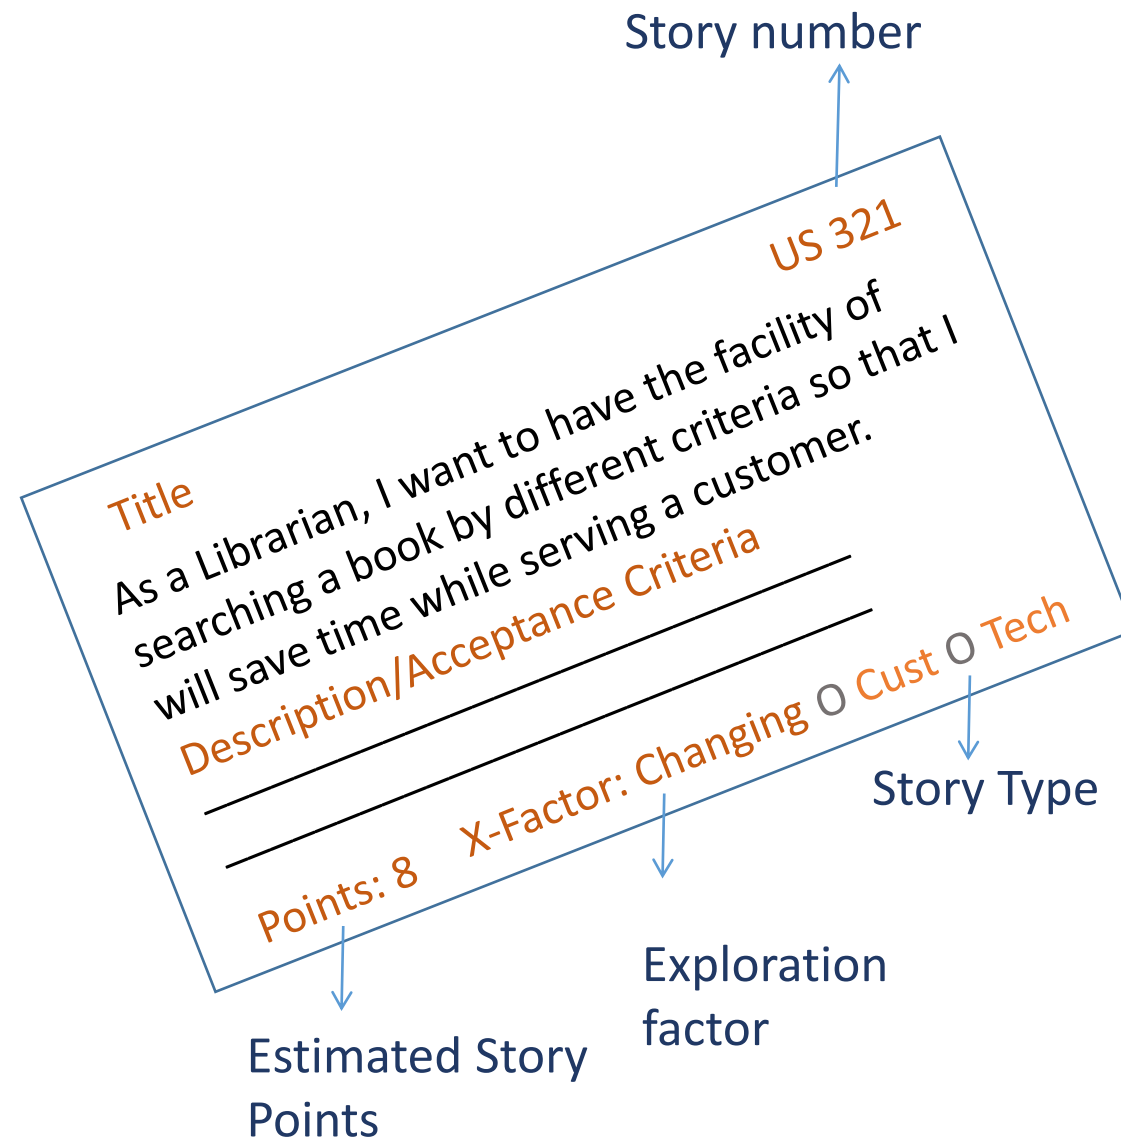 Story number
US 321
Title
As a Librarian, I want to have the facility of
searching a book by different criteria so that I
will save time while serving a customer.
Description/Acceptance Criteria
Points: 8 X-Factor: Changing O Cust O Tech
Story Type
Exploration
factor
Estimated Story
Points